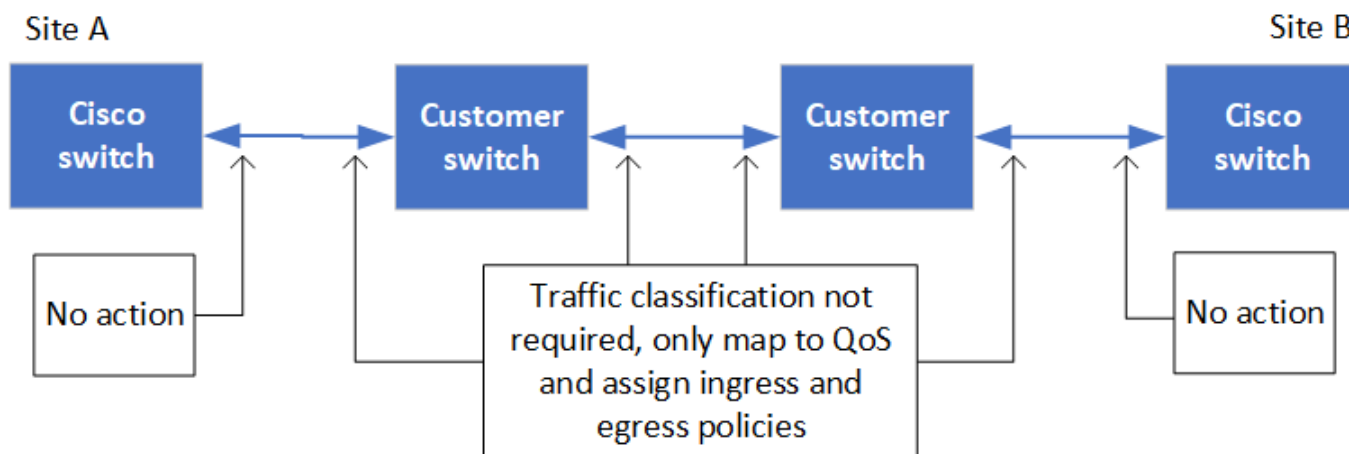 Site A
Site B
Cisco
switch
Customer
switch
Customer
switch
Cisco
switch
No action
Traffic classification not
required, only map to QoS
and assign ingress and
egress policies
No action